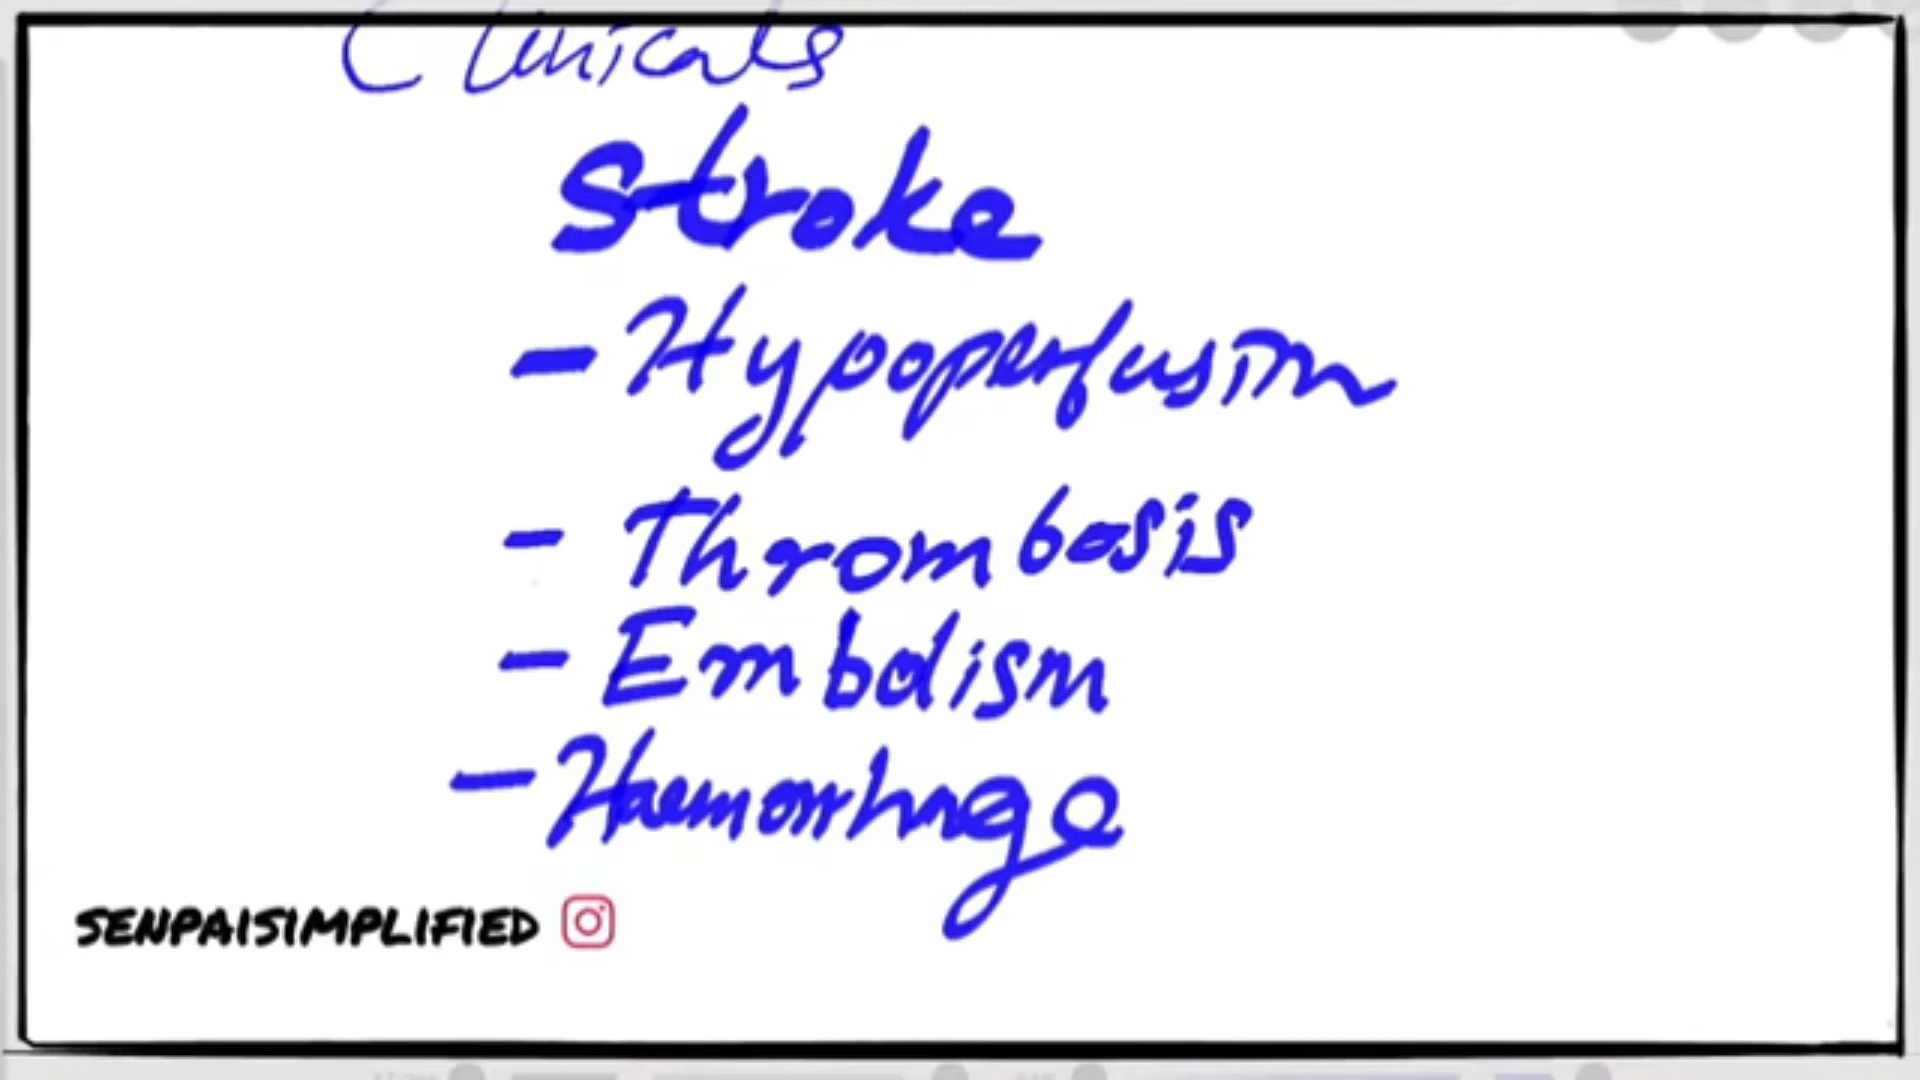 Clinicals
Stroke
- Hypoperfusion
- Thrombosis
- Embolism
- Haemorrhage
SENPAISIMPLIFIED